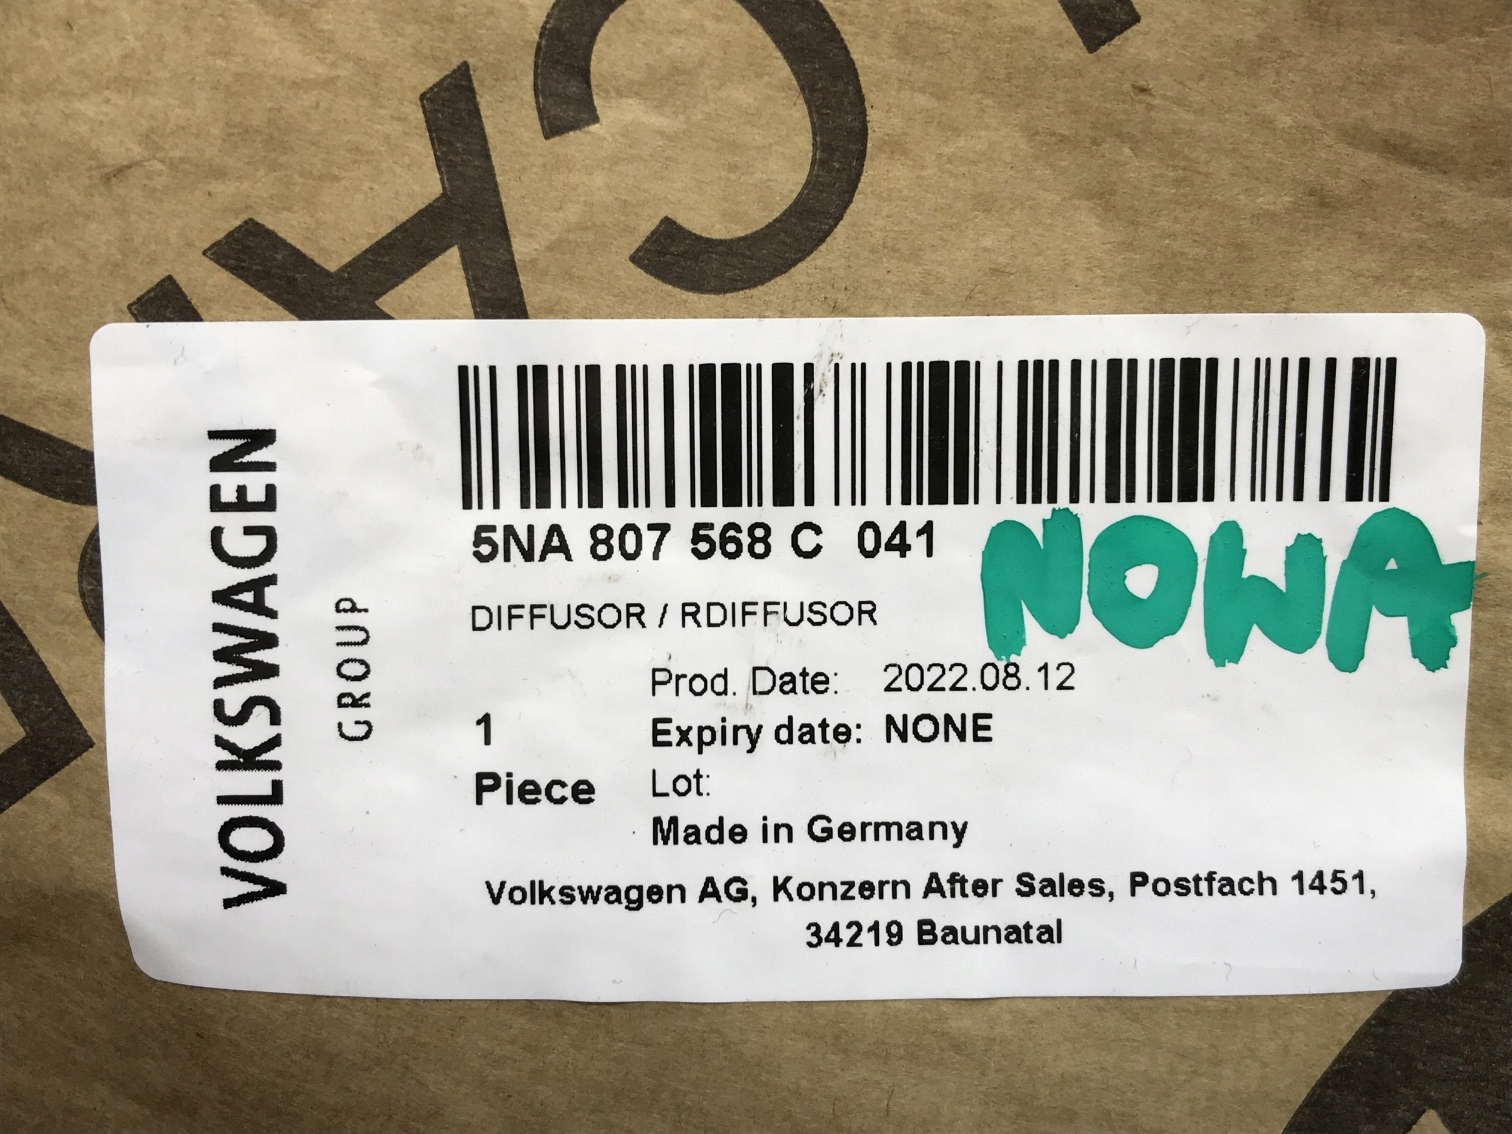 VOLKSWAGEN
GROUP
5NA 807 568 C 041
NOWA
DIFFUSOR / RDIFFUSOR
Prod. Date: 2022.08.12
1 Expiry date: NONE
Piece Lot:
Made in Germany
Volkswagen AG, Konzern After Sales, Postfach 1451,
34219 Baunatal